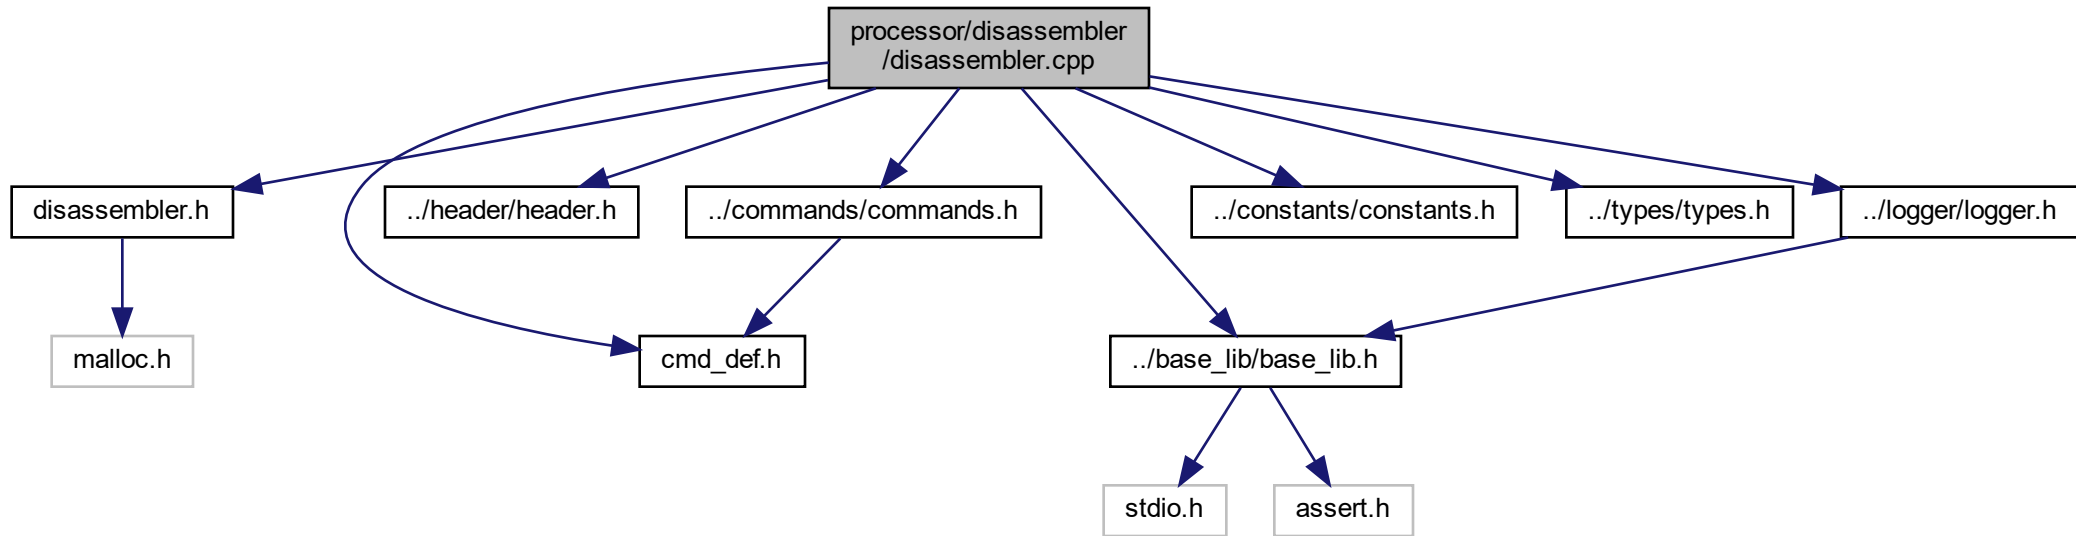 processor/disassembler
/disassembler.cpp
disassembler.h
../header/header.h
../commands/commands.h
../constants/constants.h
../types/types.h
../logger/logger.h
malloc.h
cmd_def.h
../base_lib/base_lib.h
stdio.h
assert.h